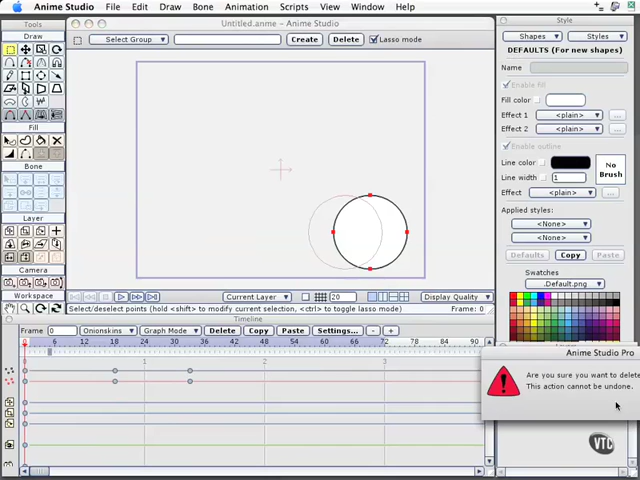 Anime Studio File Edit Draw Bone Animation Scripts View Window Help
Untitled.anme - Anime Studio
Tools
Draw
Fill
Bone
Layer
Camera
Workspace
Select Group Create Delete Lasso mode
Style
Shapes Styles
DEFAULTS (For new shapes)
Name
Enable fill
Fill color
Effect 1 <plain> ...
Effect 2 <plain> ...
Enable outline
Line color
Line width 1
No Brush
Effect <plain> ...
Applied styles:
<None>
<None>
Defaults Copy Paste
Swatches
.Default.png
Current Layer 20 Display Quality
Select/deselect points (hold <shift> to modify current selection, <ctrl> to toggle lasso mode) Frame: 0
Timeline
Frame 0 Onionskins Graph Mode Delete Copy Paste Settings... - +
0 6 12 18 24 30 36 42 48 54 60 66 72 78 84 90
0 1 2 3
Anime Studio Pro
Are you sure you want to delete
This action cannot be undone.
VTC